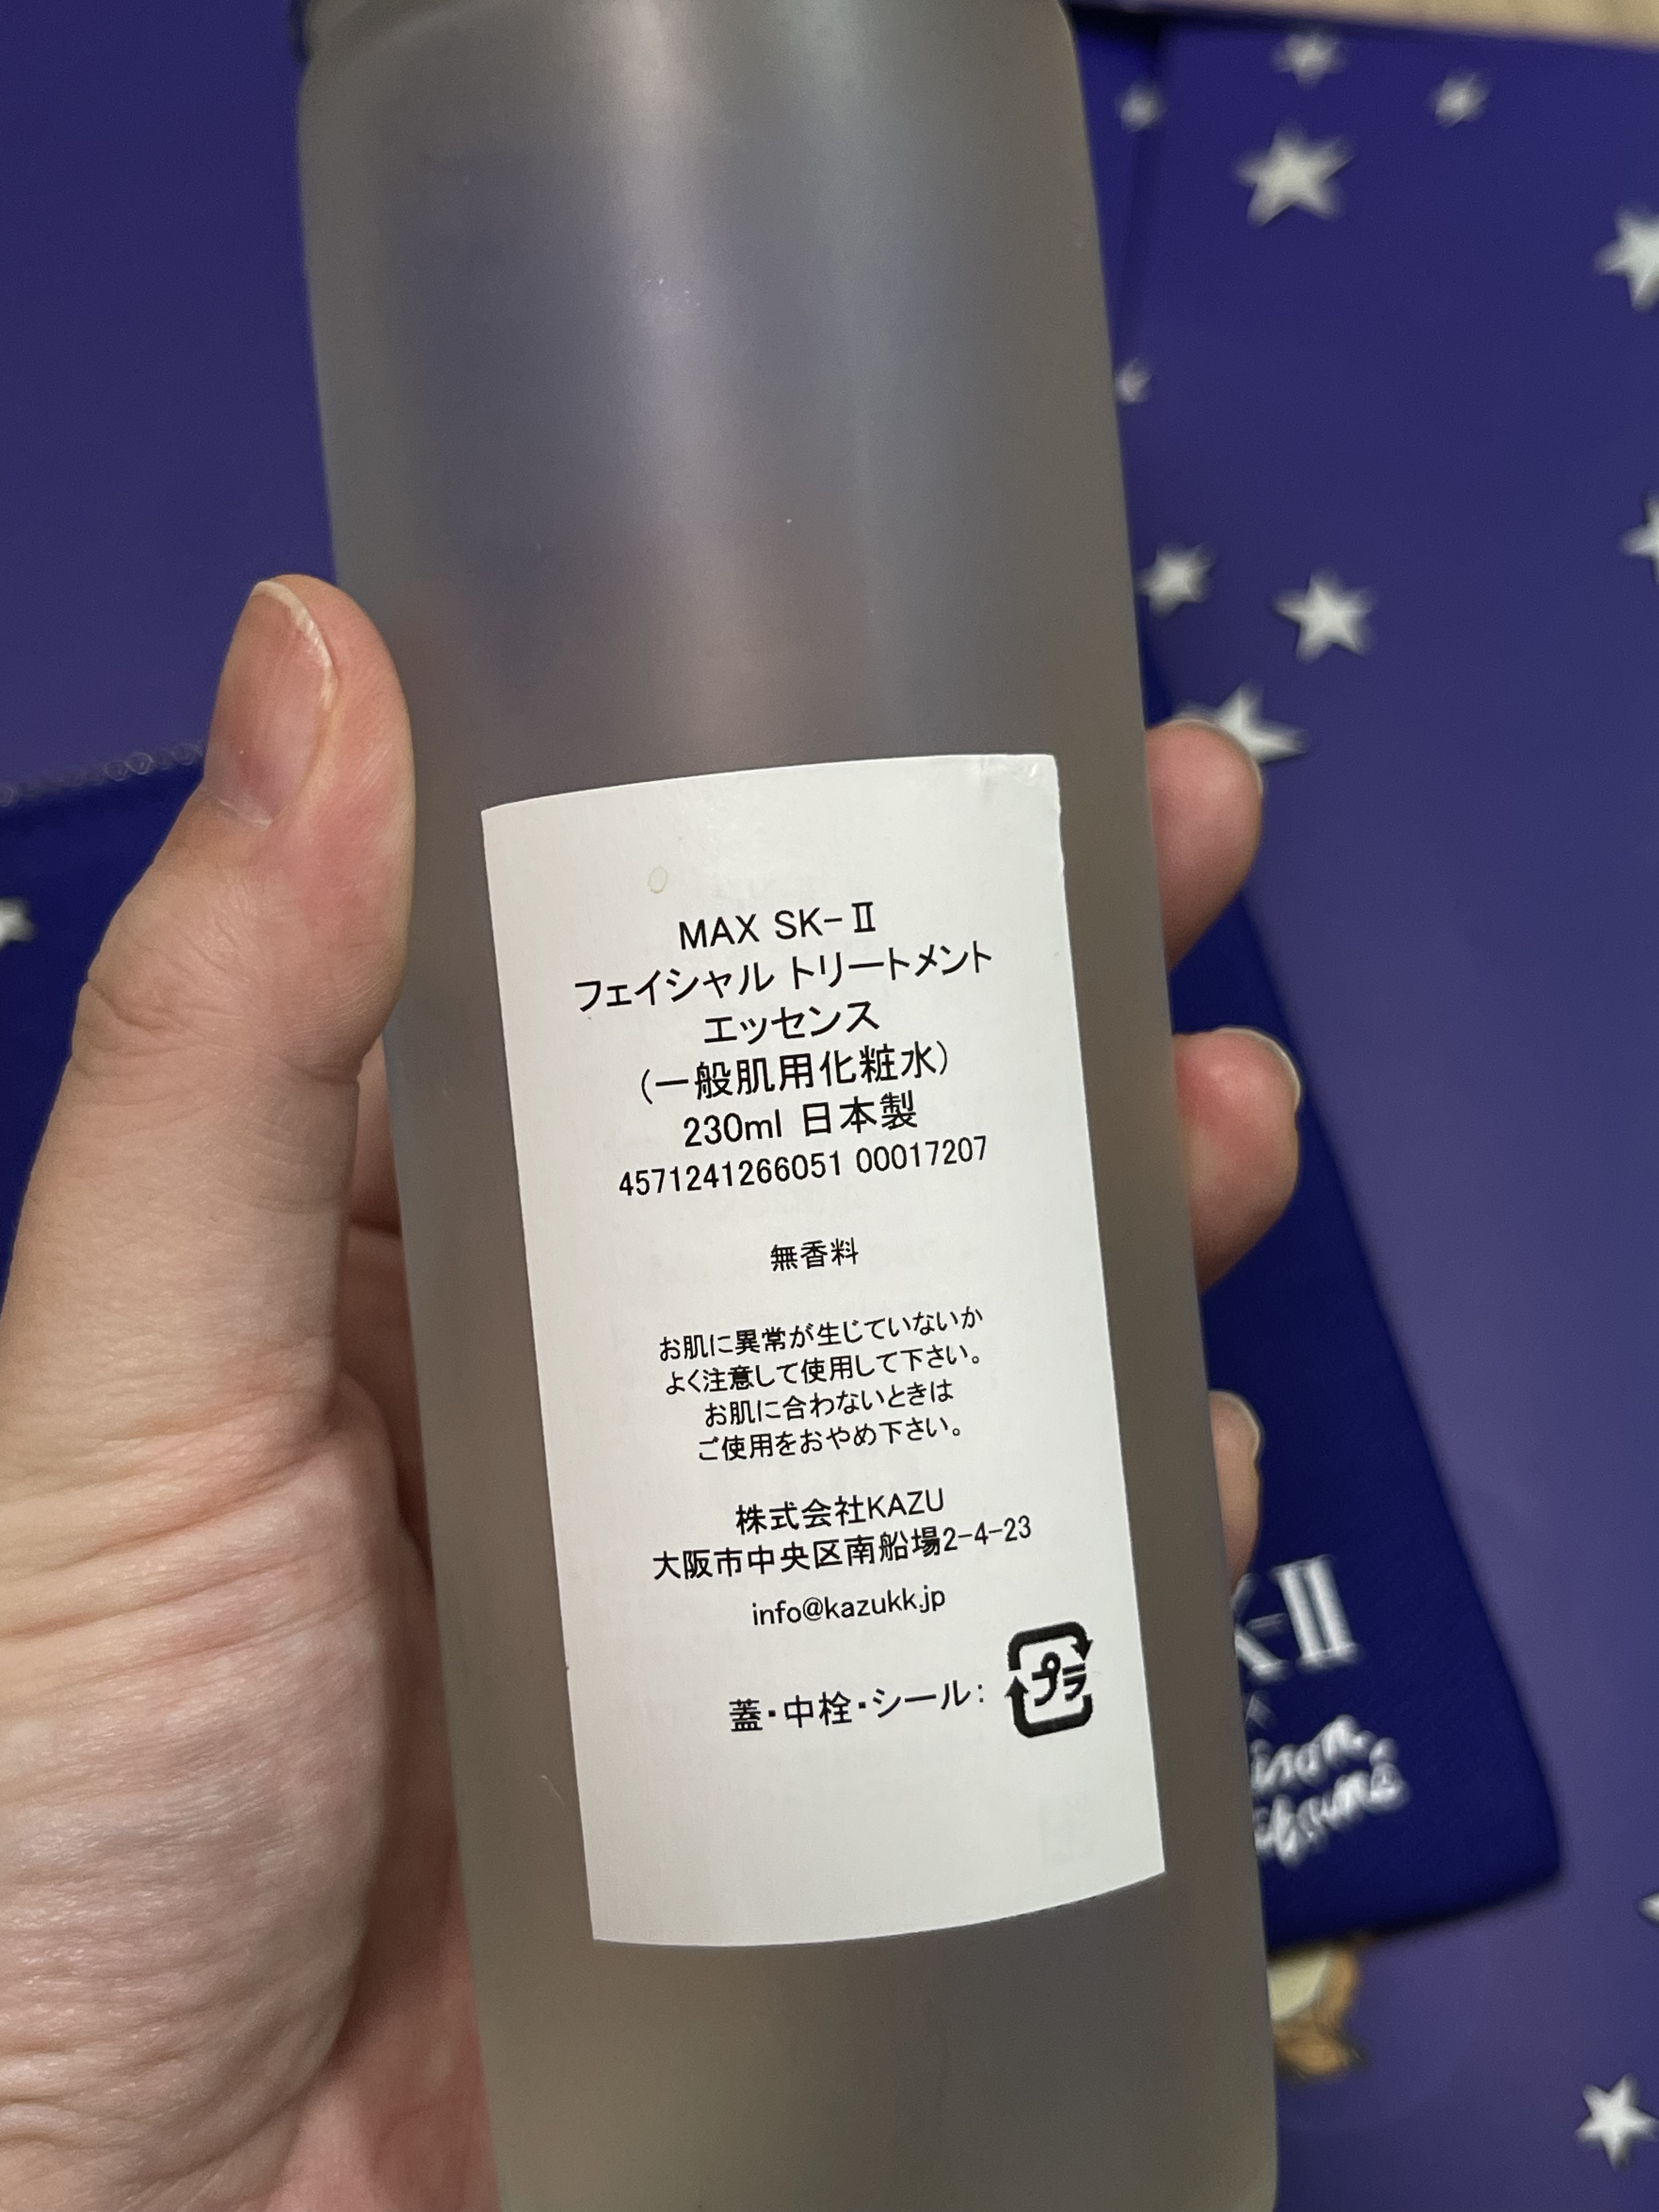 MAX SK-Ⅱ
フェイシャル トリートメント
エッセンス
(一般肌用化粧水)
230ml 日本製
4571241266051 00017207
無香料
お肌に異常が生じていないか
よく注意して使用して下さい。
お肌に合わないときは
ご使用をおやめ下さい。
株式会社KAZU
大阪市中央区南船場2-4-23
info@kazukk.jp
蓋・中栓・シール:
プラ